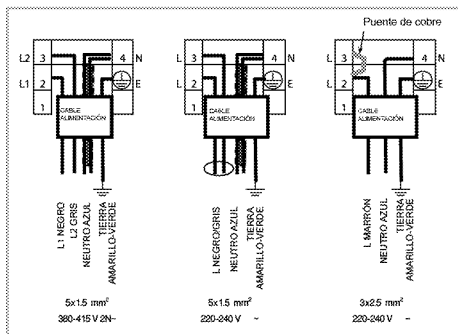 Puente de cobre
L2 3 4 N
L1 2 E
1
CABLE
ALIMENTACIÓN
L1 NEGRO
L2 GRIS
NEUTRO AZUL
TIERRA
AMARILLO-VERDE
5x1.5 mm²
380-415 V 2N~
L 3 4 N
L 2 E
1
CABLE
ALIMENTACIÓN
L NEGRO/GRIS
NEUTRO AZUL
TIERRA
AMARILLO-VERDE
5x1.5 mm²
220-240 V ~
L 3 4 N
L 2 E
1
CABLE
ALIMENTACIÓN
L MARRÓN
NEUTRO AZUL
TIERRA
AMARILLO-VERDE
3x2.5 mm²
220-240 V ~